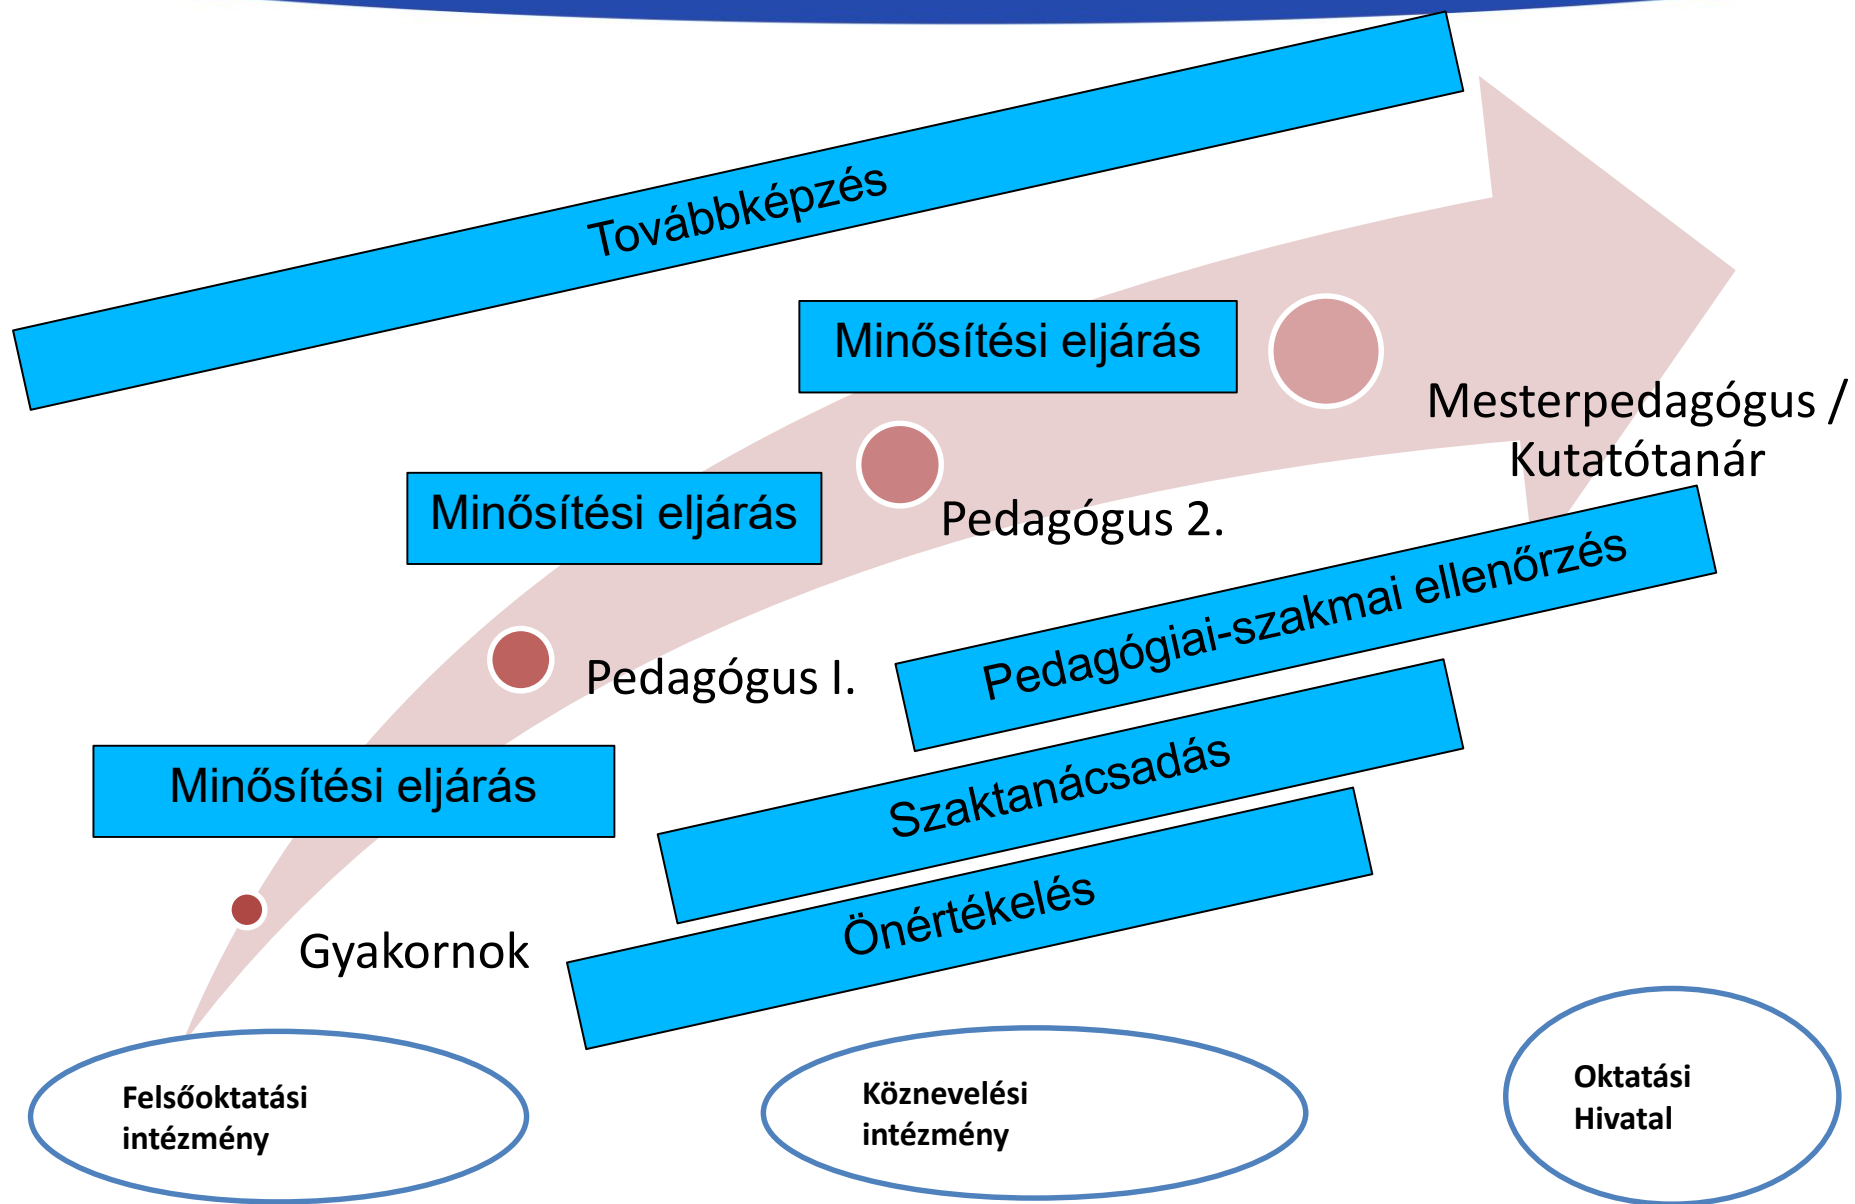 Továbbképzés
Minősítési eljárás
Mesterpedagógus /
Kutatótanár
Minősítési eljárás
Pedagógus 2.
Pedagógiai-szakmai ellenőrzés
Pedagógus I.
Szaktanácsadás
Minősítési eljárás
Önértékelés
Gyakornok
Felsőoktatási
intézmény
Köznevelési
intézmény
Oktatási
Hivatal